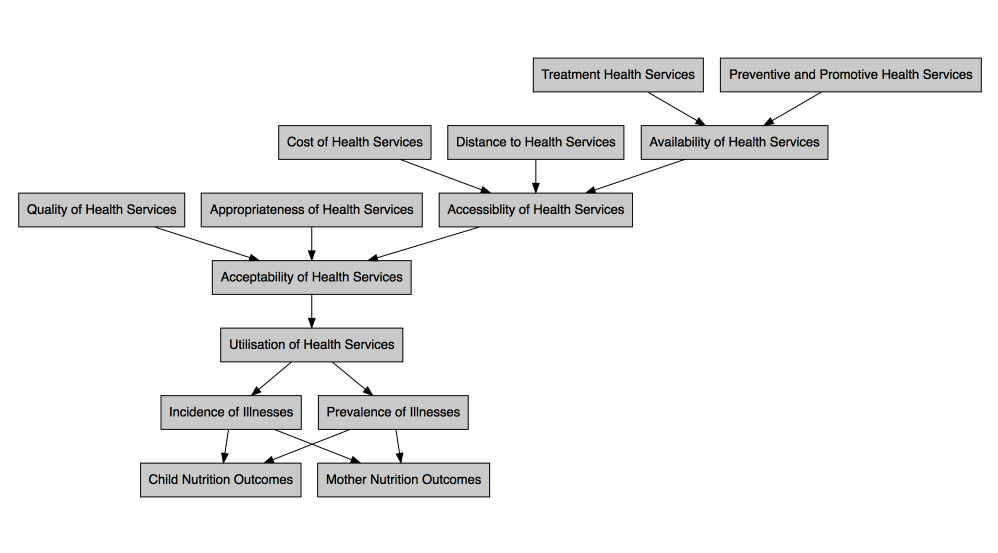 Treatment Health Services
Preventive and Promotive Health Services
Cost of Health Services
Distance to Health Services
Availability of Health Services
Quality of Health Services
Appropriateness of Health Services
Accessiblity of Health Services
Acceptability of Health Services
Utilisation of Health Services
Incidence of Illnesses
Prevalence of Illnesses
Child Nutrition Outcomes
Mother Nutrition Outcomes